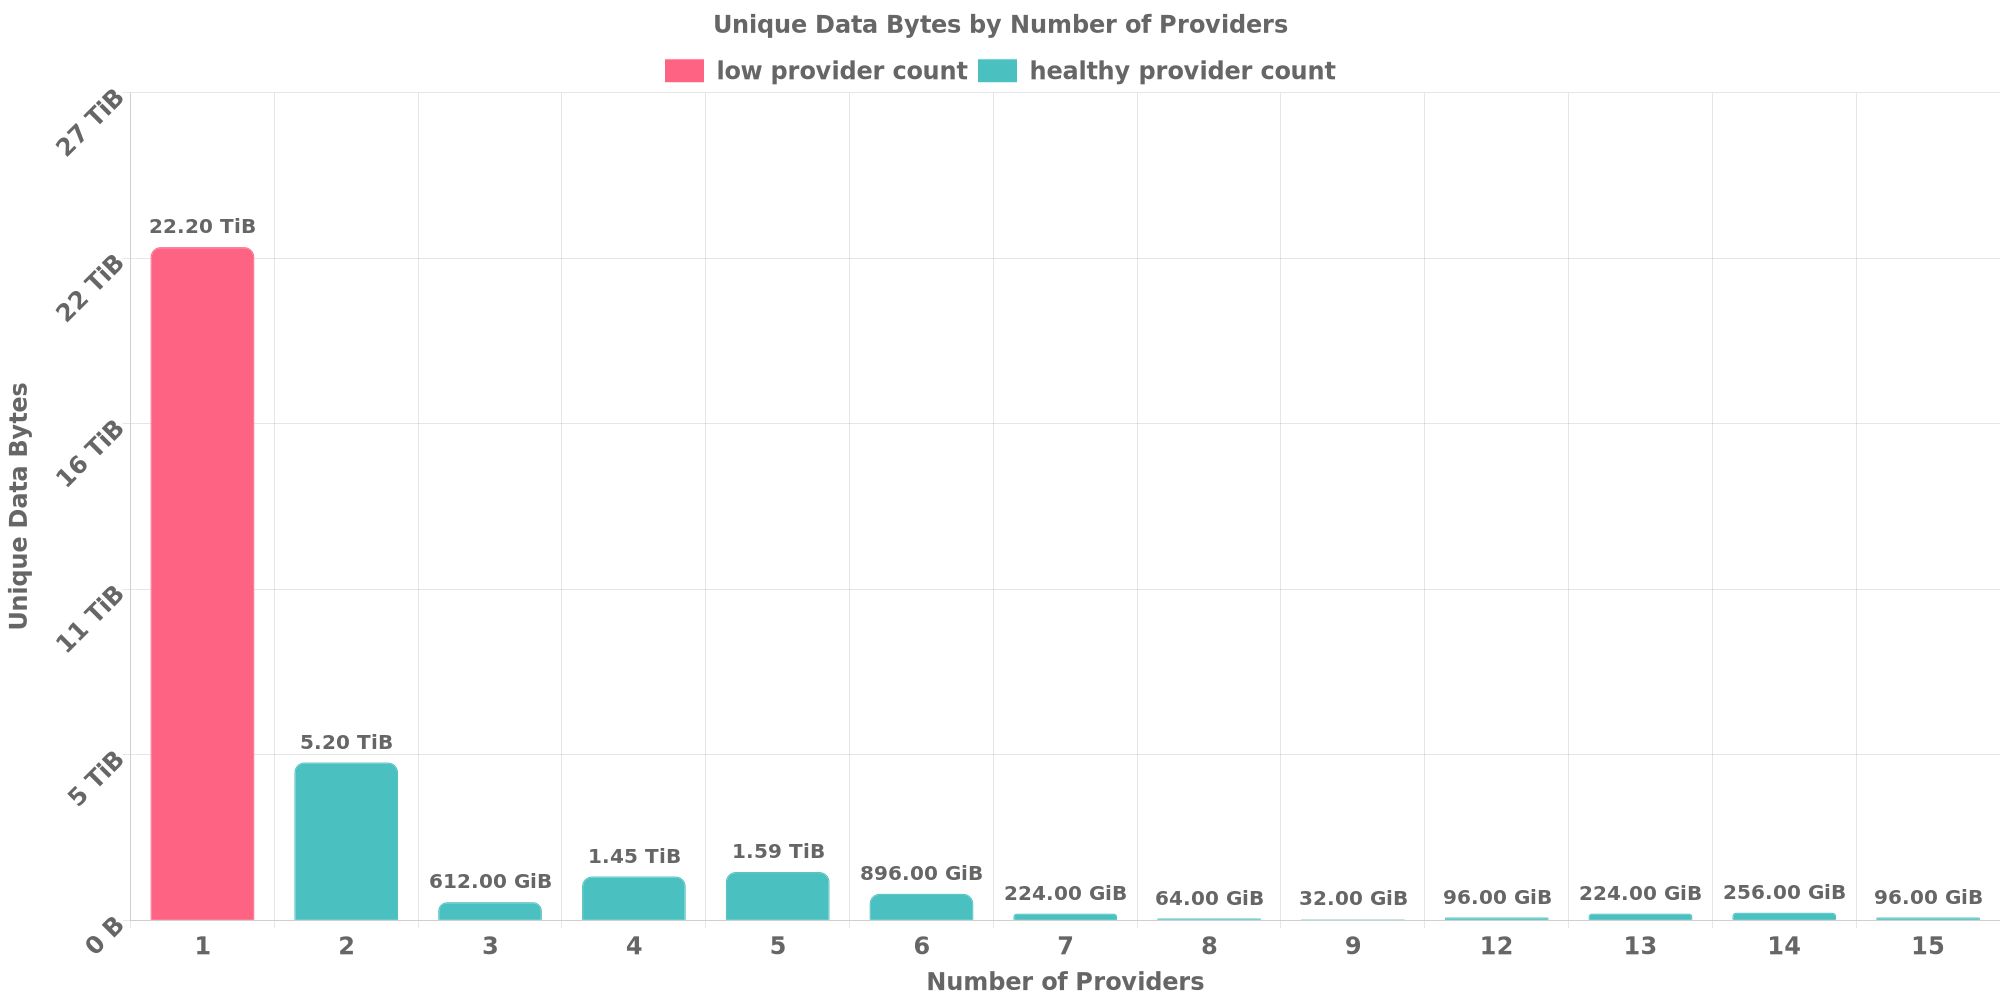 Unique Data Bytes by Number of Providers
low provider count healthy provider count
27 TiB
22 TiB
16 TiB
11 TiB
5 TiB
0 B
Unique Data Bytes
22.20 TiB
5.20 TiB
612.00 GiB
1.45 TiB
1.59 TiB
896.00 GiB
224.00 GiB
64.00 GiB
32.00 GiB
96.00 GiB
224.00 GiB
256.00 GiB
96.00 GiB
1 2 3 4 5 6 7 8 9 12 13 14 15
Number of Providers